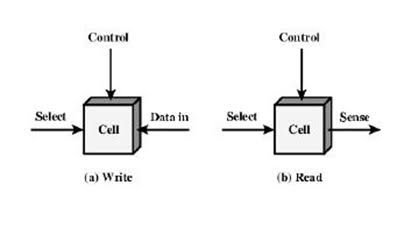 Control Control
Select Cell Data in Select Cell Sense
(a) Write (b) Read